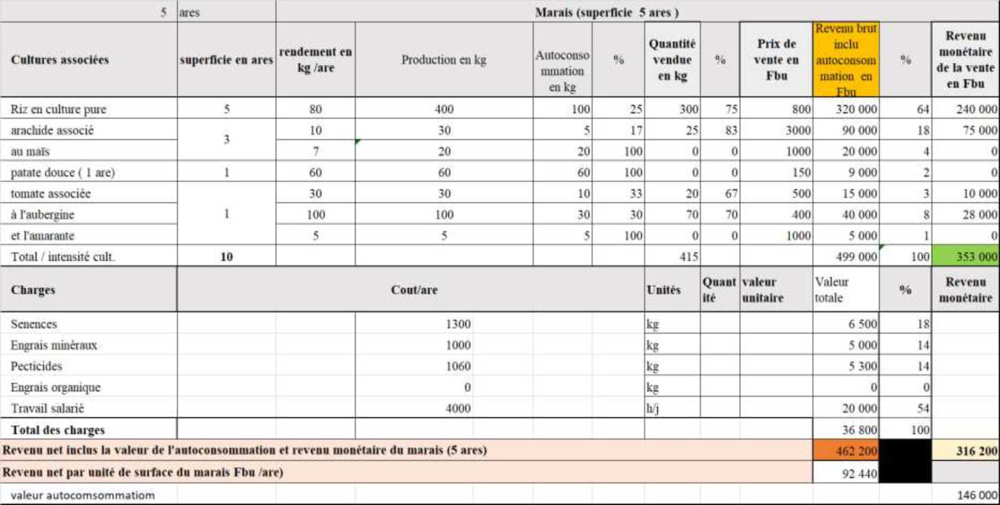 5 ares Marais (superficie 5 ares )
Cultures associées superficie en ares rendement en kg /are Production en kg Autoconso mmation en kg % Quantité vendue en kg % Prix de vente en Fbu Revenu brut inclu autoconsom mation en Fbu % Revenu monétaire de la vente en Fbu
Riz en culture pure 5 80 400 100 25 300 75 800 320 000 64 240 000
arachide associé 3 10 30 5 17 25 83 3000 90 000 18 75 000
au maïs 7 20 20 100 0 0 1000 20 000 4 0
patate douce ( 1 are) 1 60 60 60 100 0 0 150 9 000 2 0
tomate associée 30 30 10 33 20 67 500 15 000 3 10 000
à l'aubergine 1 100 100 30 30 70 70 400 40 000 8 28 000
et l'amarante 5 5 5 100 0 0 1000 5 000 1 0
Total / intensité cult. 10 415 499 000 100 353 000
Charges Cout/are Unités Quant ité valeur unitaire Valeur totale % Revenu monétaire
Senences 1300 kg 6 500 18
Engrais minéraux 1000 kg 5 000 14
Pecticides 1060 kg 5 300 14
Engrais organique 0 kg 0 0
Travail salarié 4000 h/j 20 000 54
Total des charges 36 800 100
Revenu net inclus la valeur de l'autoconsommation et revenu monétaire du marais (5 ares) 462 200 316 200
Revenu net par unité de surface du marais Fbu /are) 92 440
valeur autocomsommatiom 146 000